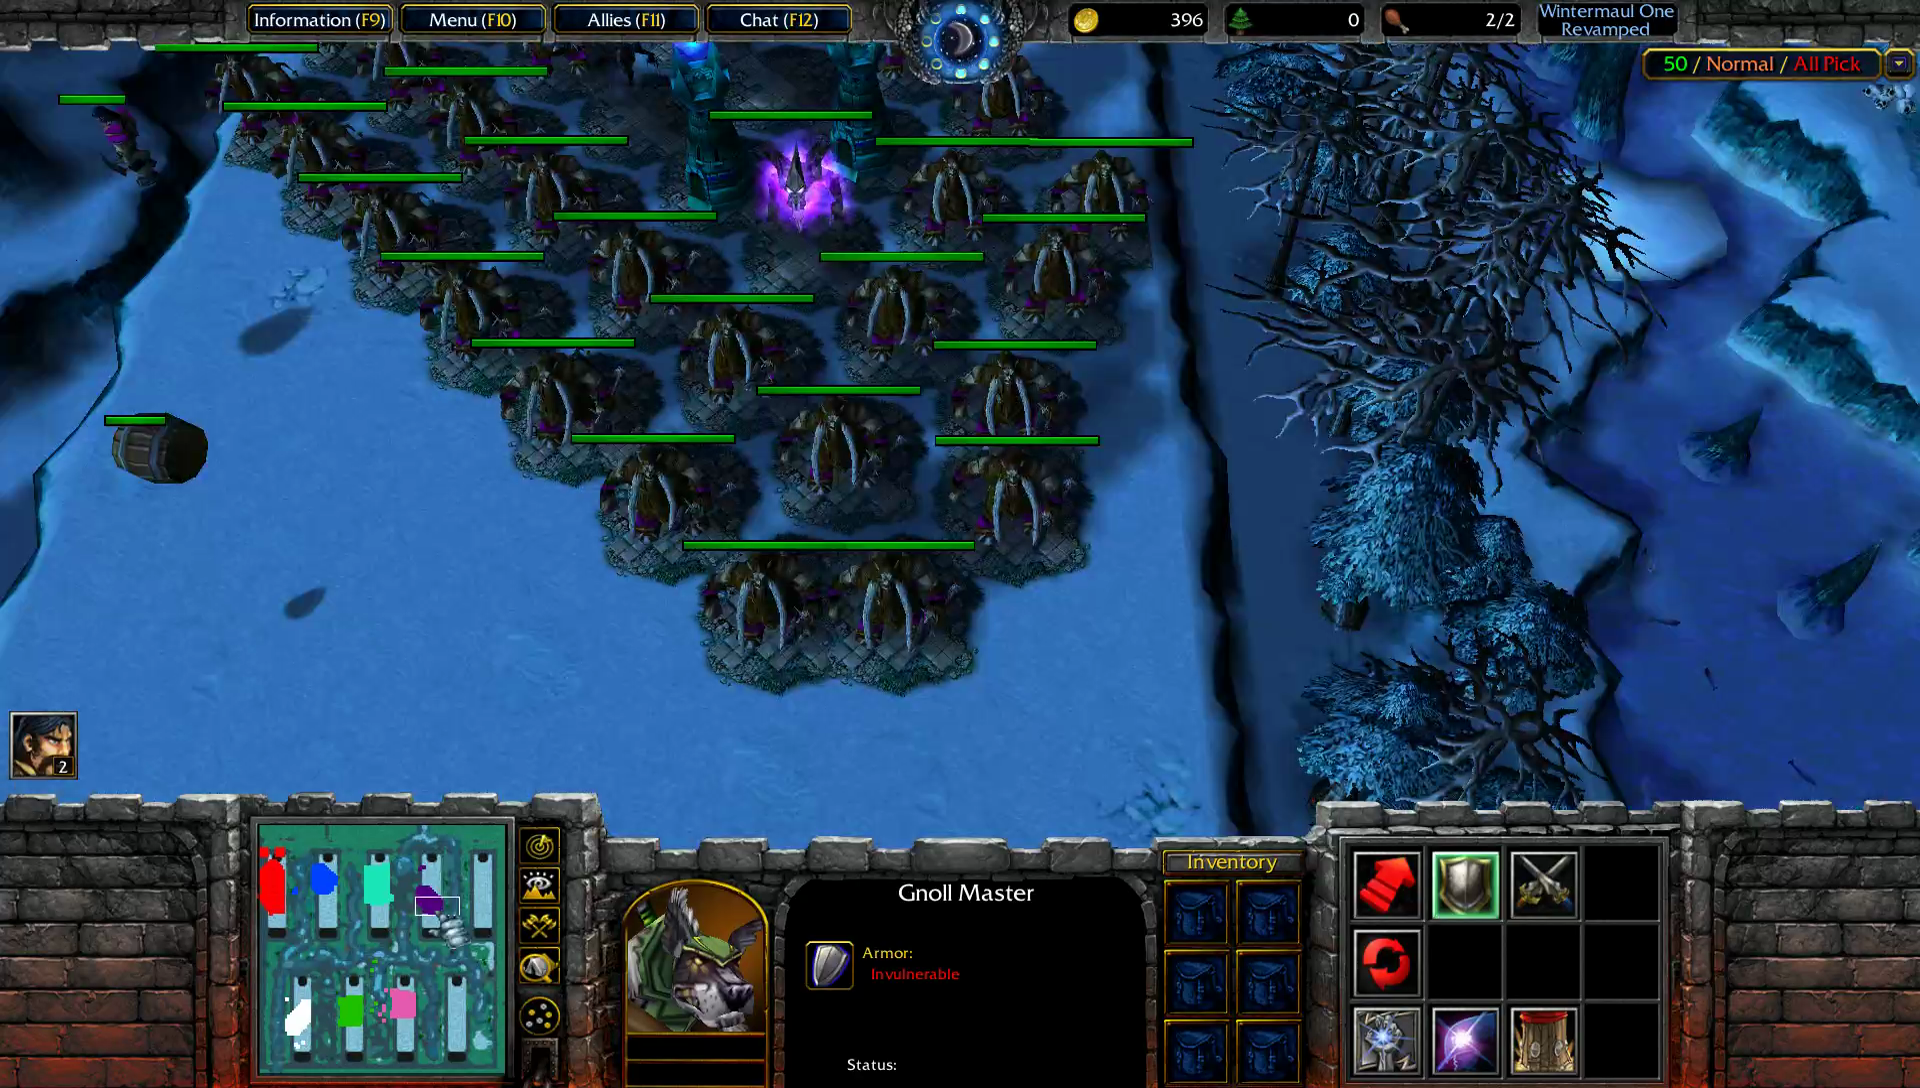 Information (F9)
Menu (F10)
Allies (F11)
Chat (F12)
396
0
2/2
Wintermaul One
Revamped
50 / Normal / All Pick
2
Gnoll Master
Armor:
Invulnerable
Status:
Inventory